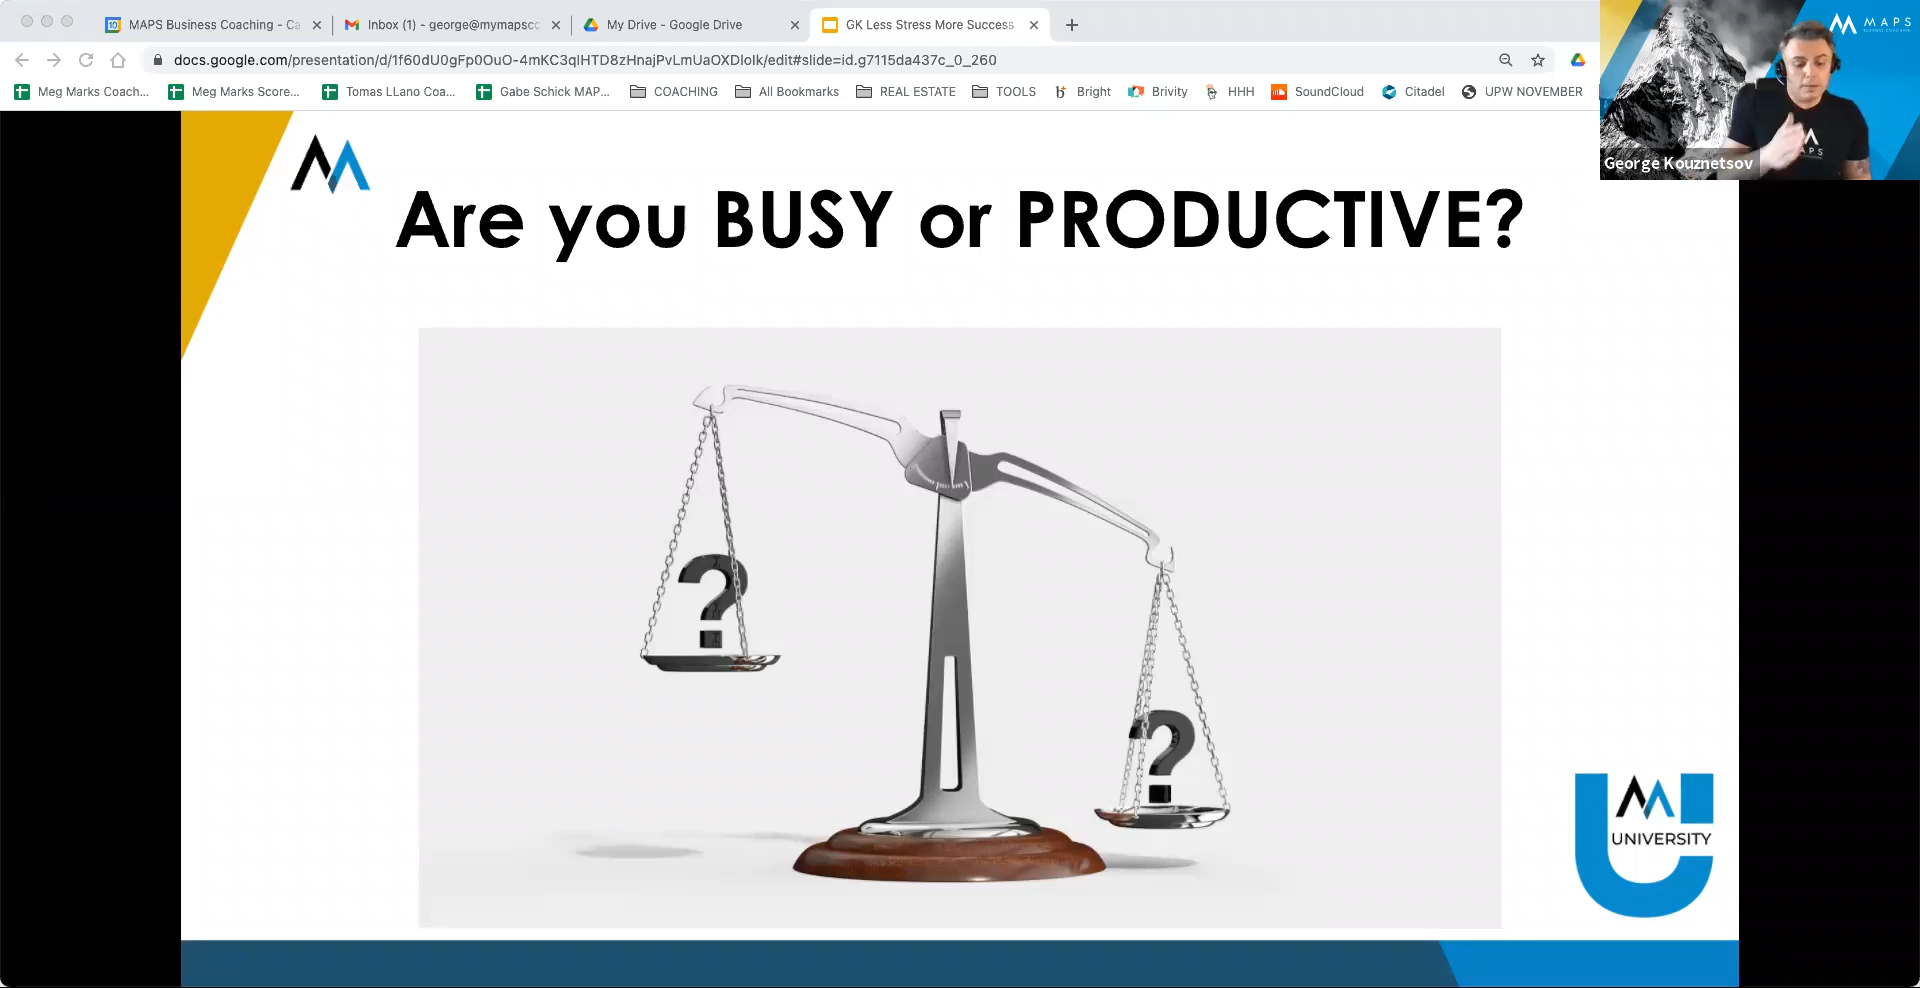 MAPS Business Coaching - Ca
Inbox (1) - george@mymapscc
My Drive - Google Drive
GK Less Stress More Success
docs.google.com/presentation/d/1f60dU0gFp0OuO-4mKC3qIHTD8zHnajPvLmUaOXDIoIk/edit#slide=id.g7115da437c_0_260
Meg Marks Coach...
Meg Marks Score...
Tomas LLano Coa...
Gabe Schick MAP...
COACHING
All Bookmarks
REAL ESTATE
TOOLS
Bright
Brivity
HHH
SoundCloud
Citadel
UPW NOVEMBER
MAPS
George Kouznetsov
Are you BUSY or PRODUCTIVE?
?
?
UNIVERSITY